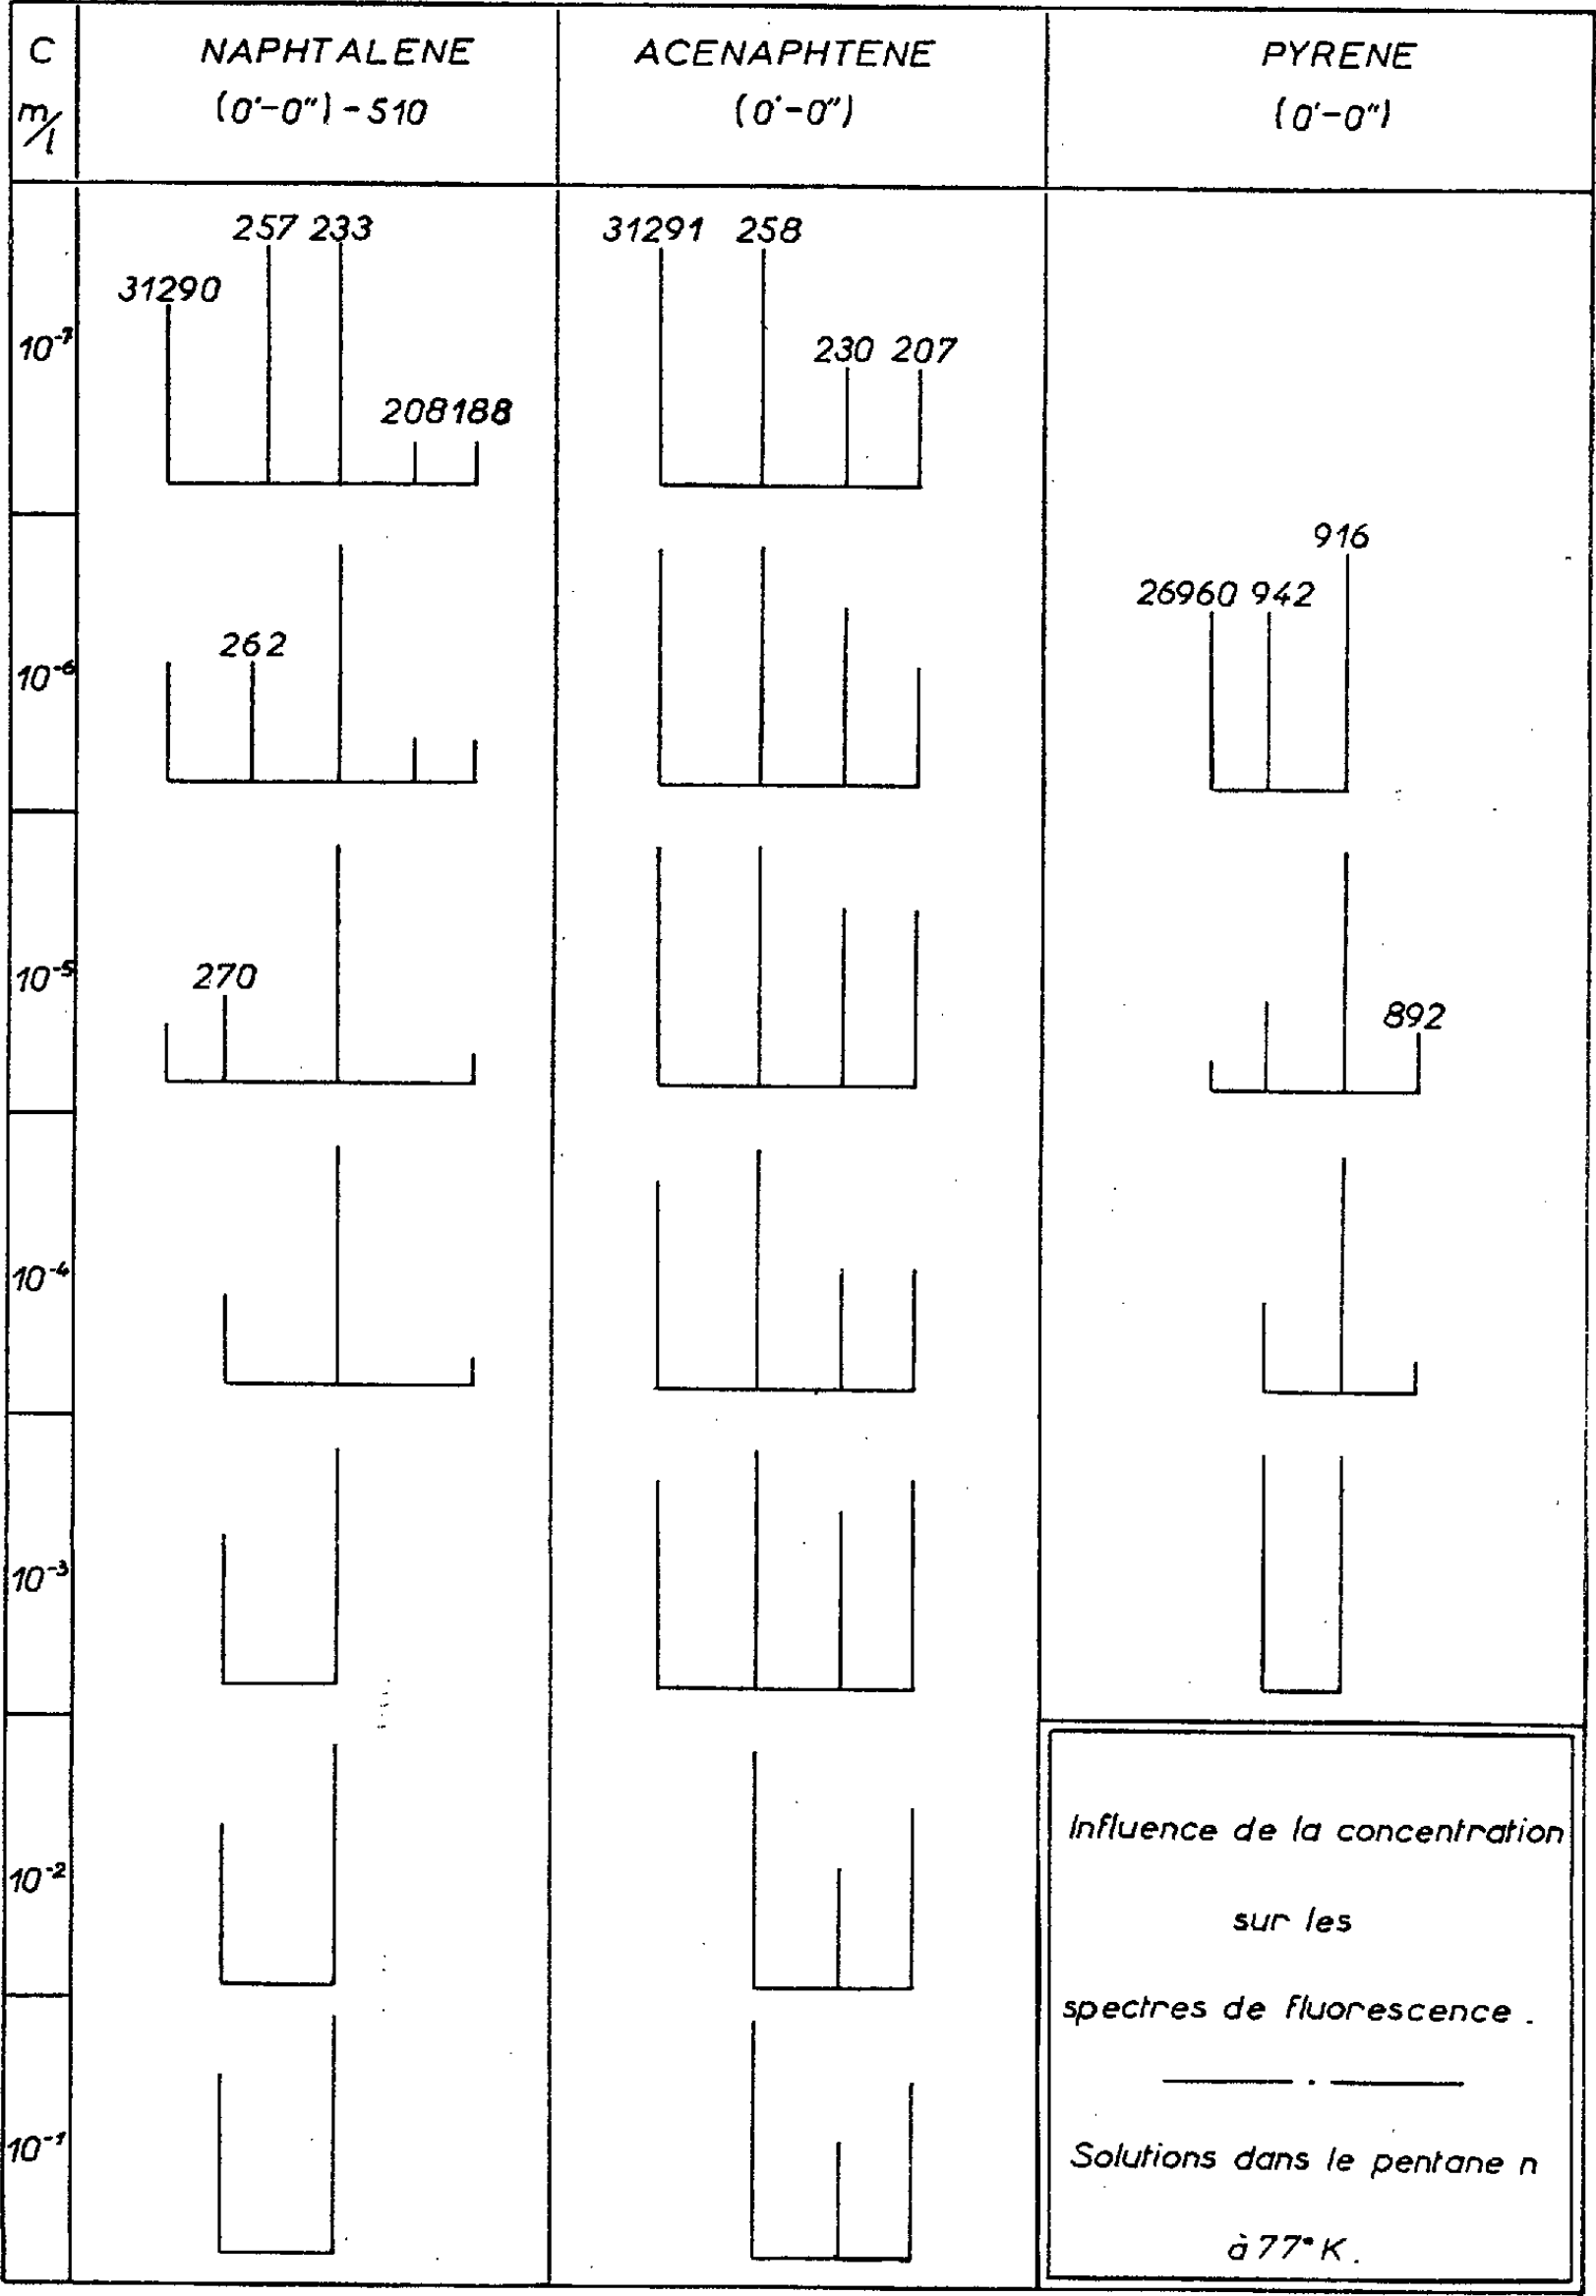 C
m/l
NAPHTALENE
(0'-0") - 510
ACENAPHTENE
(0'-0")
PYRENE
(0'-0")
10-7
31290
257 233
208 188
31291 258
230 207
10-6
262
26960 942
916
10-5
270
892
10-4
10-3
10-2
10-1
Influence de la concentration
sur les
spectres de fluorescence .
Solutions dans le pentane n
à 77° K .